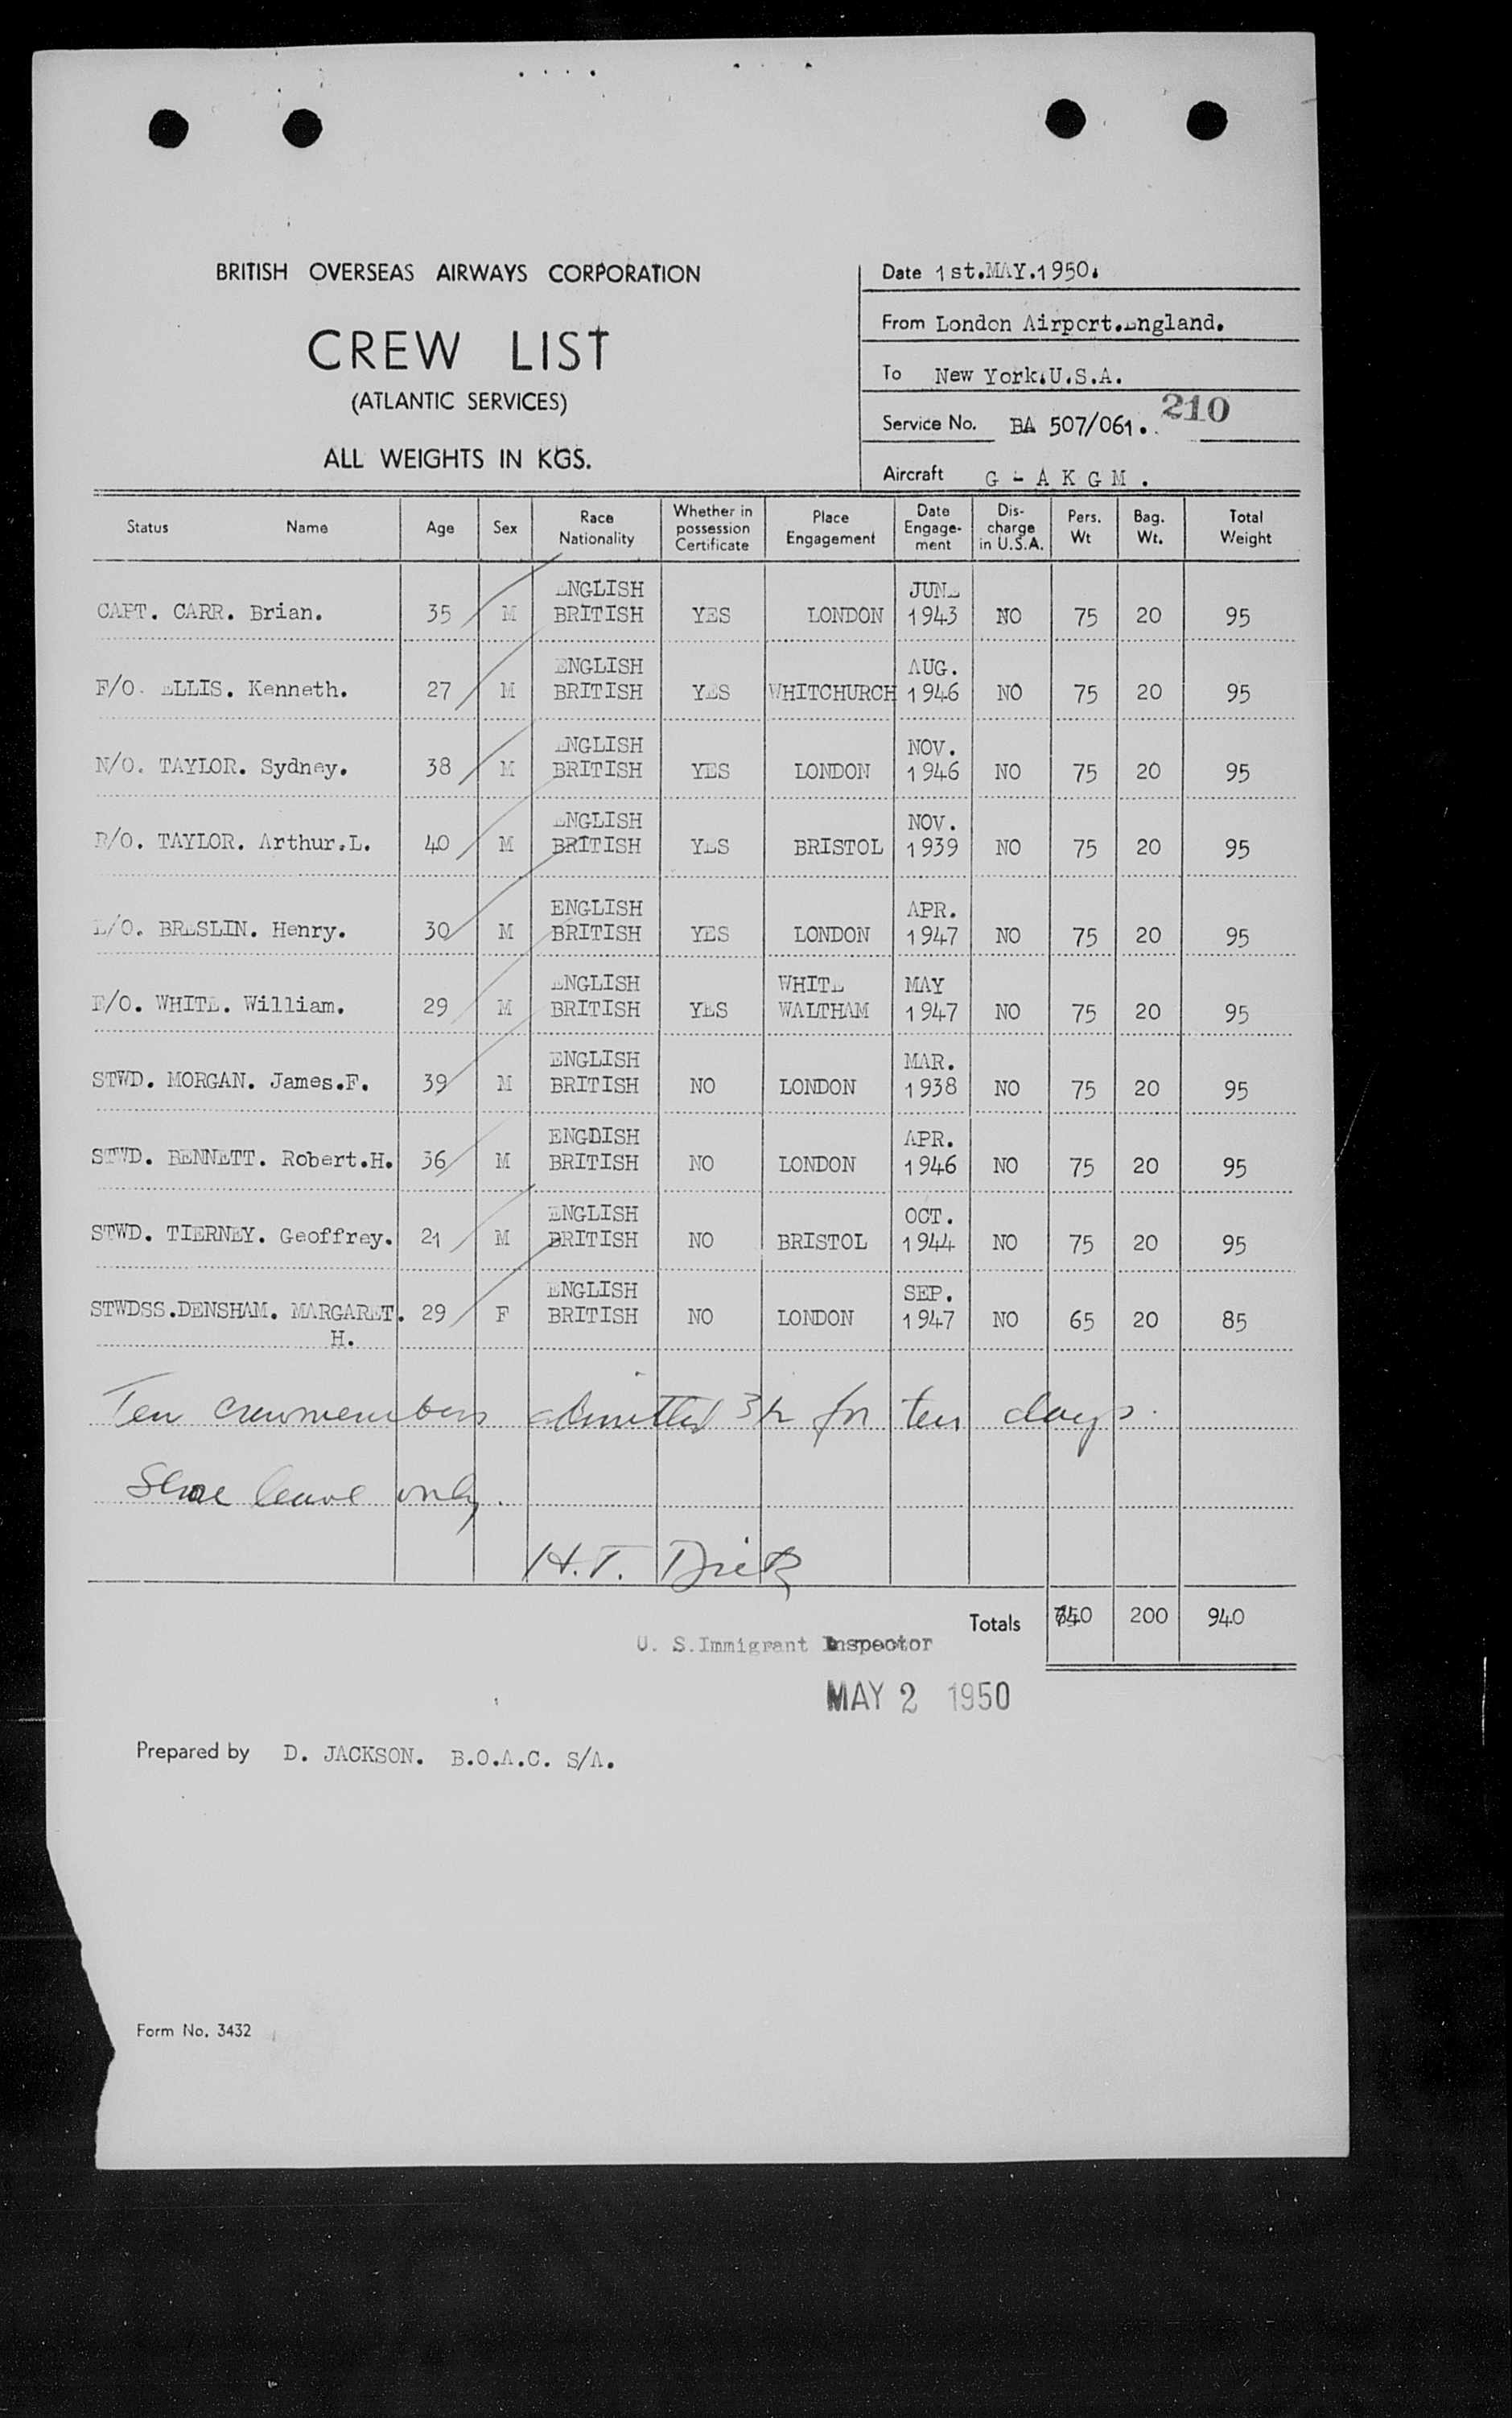 BRITISH OVERSEAS AIRWAYS CORPORATION
CREW LIST
(ATLANTIC SERVICES)
ALL WEIGHTS IN KGS.
Date 1st.MAY.1950.
From London Airport.England.
To New York.U.S.A.
210
Service No. BA 507/061.
Aircraft G - A K G M .
Status Name Age Sex Race Nationality Whether in possession Certificate Place Engagement Date Engage-ment Dis-charge in U.S.A. Pers. Wt Bag. Wt. Total Weight
ENGLISH JUNE
CAPT. CARR. Brian. 35 M BRITISH YES LONDON 1943 NO 75 20 95
ENGLISH AUG.
F/O. ELLIS. Kenneth. 27 M BRITISH YES WHITCHURCH 1946 NO 75 20 95
ENGLISH NOV.
N/O. TAYLOR. Sydney. 38 M BRITISH YES LONDON 1946 NO 75 20 95
ENGLISH NOV.
R/O. TAYLOR. Arthur.L. 40 M BRITISH YES BRISTOL 1939 NO 75 20 95
ENGLISH APR.
E/O. BRESLIN. Henry. 30 M BRITISH YES LONDON 1947 NO 75 20 95
ENGLISH WHITE MAY
E/O. WHITE. William. 29 M BRITISH YES WALTHAM 1947 NO 75 20 95
ENGLISH MAR.
STWD. MORGAN. James.F. 39 M BRITISH NO LONDON 1938 NO 75 20 95
ENGDISH APR.
STWD. BENNETT. Robert.H. 36 M BRITISH NO LONDON 1946 NO 75 20 95
ENGLISH OCT.
STWD. TIERNEY. Geoffrey. 21 M BRITISH NO BRISTOL 1944 NO 75 20 95
ENGLISH SEP.
STWDSS.DENSHAM. MARGARET. 29 F BRITISH NO LONDON 1947 NO 65 20 85
H.
Ten crewmembers admitted 3(2 for ten days.
Shore leave only.
H.T.
Totals 740 200 940
U. S.Immigrant Inspector
MAY 2 1950
Prepared by D. JACKSON. B.O.A.C. S/A.
Form No. 3432